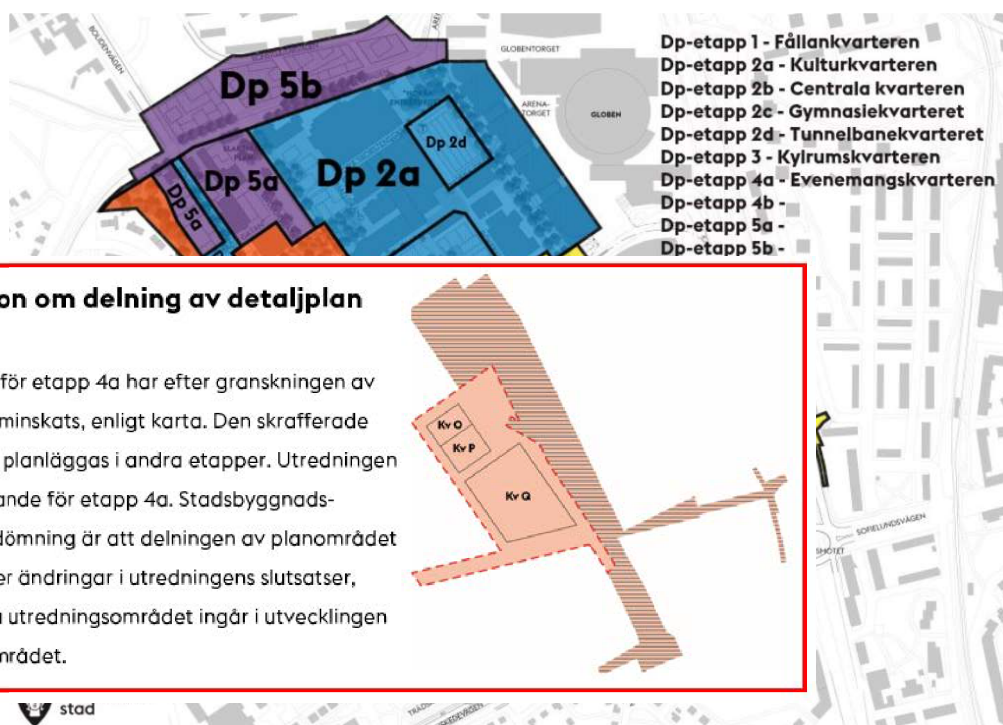 BOLIDENVÄGEN
GLOBENTORGET
ARENA-
TORGET
GLOBEN
Dp 5b
Dp 2d
Dp 5a
Dp 2a
Dp 5a
Dp-etapp 1 - Fållankvarteren
Dp-etapp 2a - Kulturkvarteren
Dp-etapp 2b - Centrala kvarteren
Dp-etapp 2c - Gymnasiekvarteret
Dp-etapp 2d - Tunnelbanekvarteret
Dp-etapp 3 - Kylrumskvarteren
Dp-etapp 4a - Evenemangskvarteren
Dp-etapp 4b -
Dp-etapp 5a -
Dp-etapp 5b -
on om delning av detaljplan
för etapp 4a har efter granskningen av
minskats, enligt karta. Den skrafferade
planläggas i andra etapper. Utredningen
ande för etapp 4a. Stadsbyggnads-
dömning är att delningen av planområdet
er ändringar i utredningens slutsatser,
utredningsområdet ingår i utvecklingen
mrådet.
Kv O
Kv P
Kv Q
SOFIELUNDSVÄGEN
stad